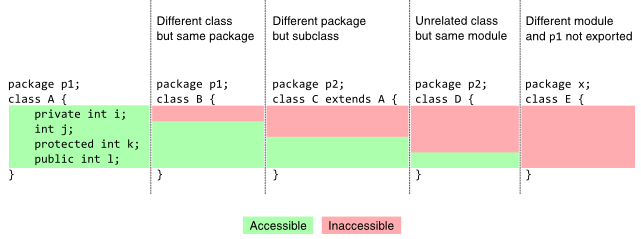 Different class
but same package
Different package
but subclass
Unrelated class
but same module
Different module
and p1 not exported
package p1;
class A {
private int i;
int j;
protected int k;
public int l;
}
package p1;
class B {
}
package p2;
class C extends A {
}
package p2;
class D {
}
package x;
class E {
}
Accessible
Inaccessible